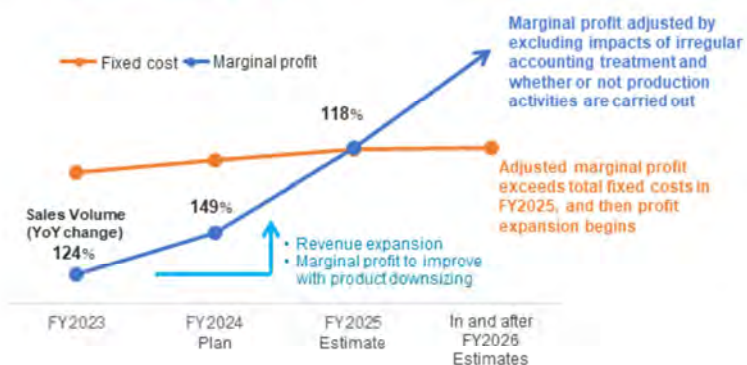 Marginal profit adjusted by
excluding impacts of irregular
accounting treatment and
whether or not production
activities are carried out
Fixed cost
Marginal profit
118%
Adjusted marginal profit
exceeds total fixed costs in
FY2025, and then profit
expansion begins
149%
Sales Volume
(YoY change)
124%
• Revenue expansion
• Marginal profit to improve
with product downsizing
FY2023
FY2024
Plan
FY2025
Estimate
In and after
FY2026
Estimates